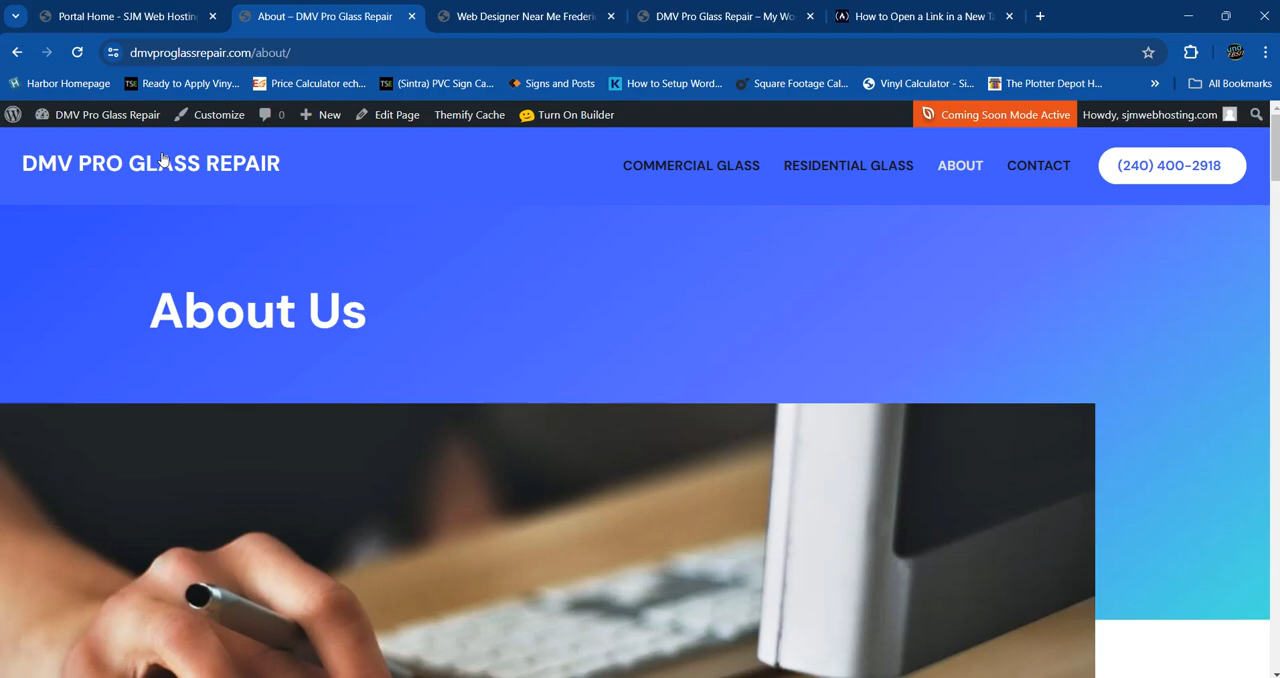 Portal Home - SJM Web Hostin
About – DMV Pro Glass Repair
Web Designer Near Me Frederi
DMV Pro Glass Repair – My Wo
How to Open a Link in a New Ta
dmvproglassrepair.com/about/
Harbor Homepage
Ready to Apply Viny...
Price Calculator ech...
(Sintra) PVC Sign Ca...
Signs and Posts
How to Setup Word...
Square Footage Cal...
Vinyl Calculator - Si...
The Plotter Depot H...
All Bookmarks
DMV Pro Glass Repair
Customize
0
New
Edit Page
Themify Cache
Turn On Builder
Coming Soon Mode Active
Howdy, sjmwebhosting.com
DMV PRO GLASS REPAIR
COMMERCIAL GLASS
RESIDENTIAL GLASS
ABOUT
CONTACT
(240) 400-2918
About Us